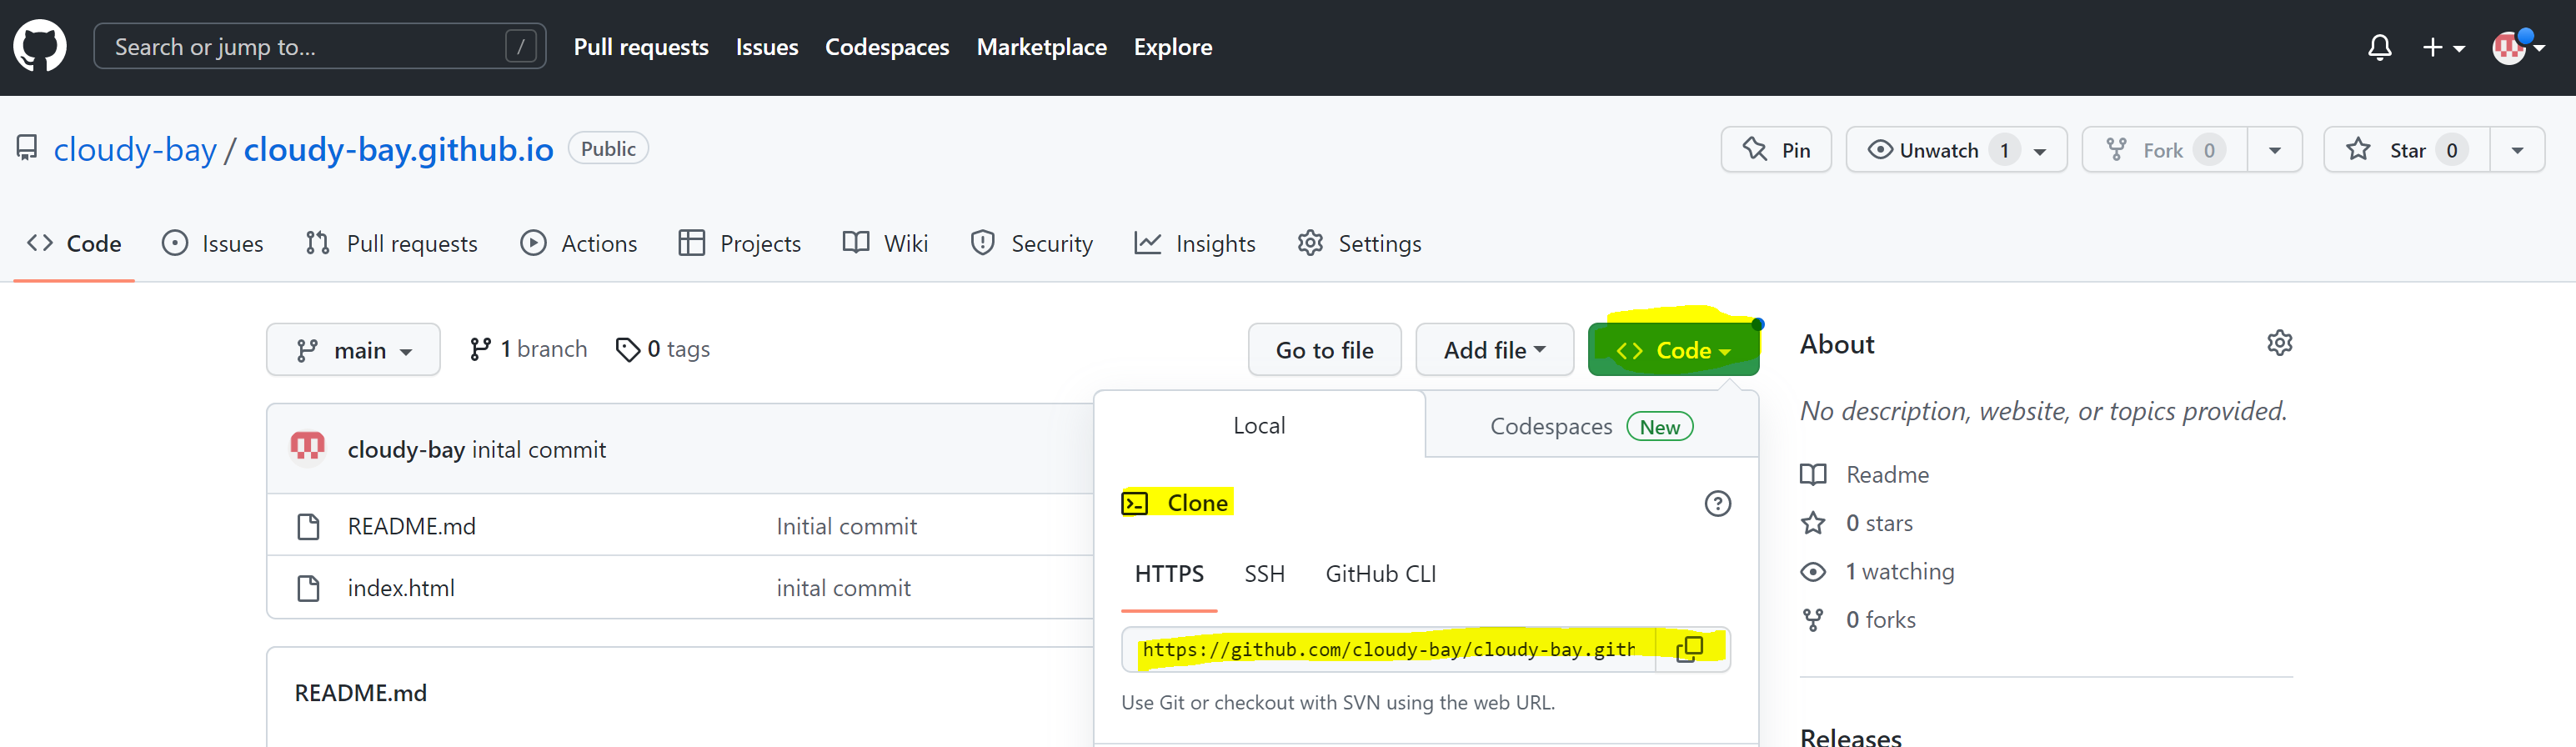 Search or jump to... /
Pull requests Issues Codespaces Marketplace Explore
cloudy-bay / cloudy-bay.github.io Public
Pin Unwatch 1 Fork 0 Star 0
Code Issues Pull requests Actions Projects Wiki Security Insights Settings
main 1 branch 0 tags Go to file Add file Code
cloudy-bay inital commit
README.md Initial commit
index.html inital commit
README.md
Local Codespaces New
Clone
HTTPS SSH GitHub CLI
https://github.com/cloudy-bay/cloudy-bay.gith
Use Git or checkout with SVN using the web URL.
About
No description, website, or topics provided.
Readme
0 stars
1 watching
0 forks
Releases